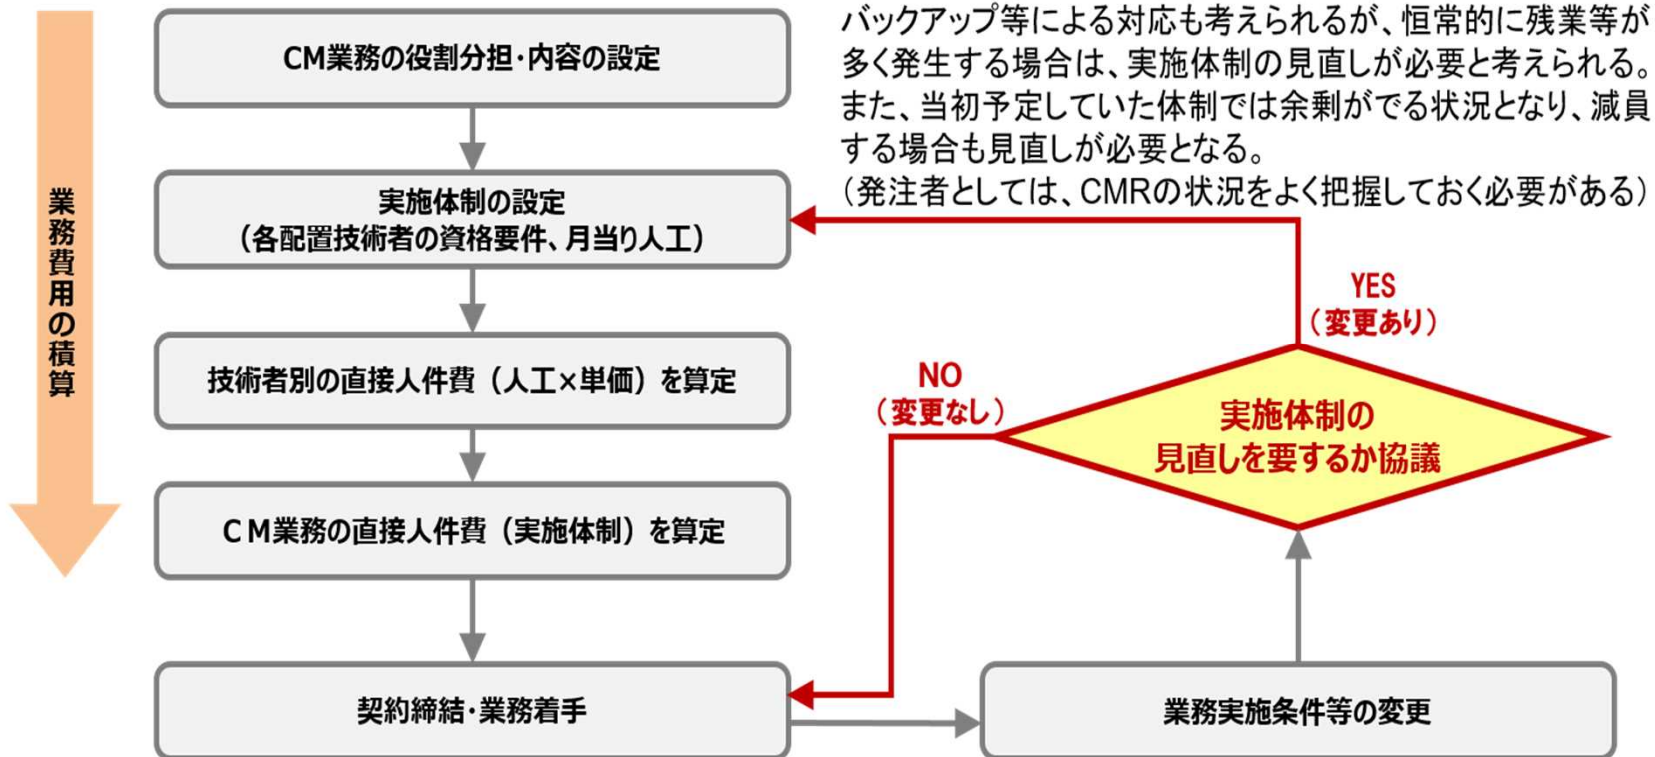 業務費用の積算
CM業務の役割分担・内容の設定
実施体制の設定
（各配置技術者の資格要件、月当り人工）
技術者別の直接人件費（人工×単価）を算定
ＣＭ業務の直接人件費（実施体制）を算定
契約締結・業務着手
バックアップ等による対応も考えられるが、恒常的に残業等が
多く発生する場合は、実施体制の見直しが必要と考えられる。
また、当初予定していた体制では余剰がでる状況となり、減員
する場合も見直しが必要となる。
（発注者としては、CMRの状況をよく把握しておく必要がある）
YES
（変更あり）
NO
（変更なし）
実施体制の
見直しを要するか協議
業務実施条件等の変更